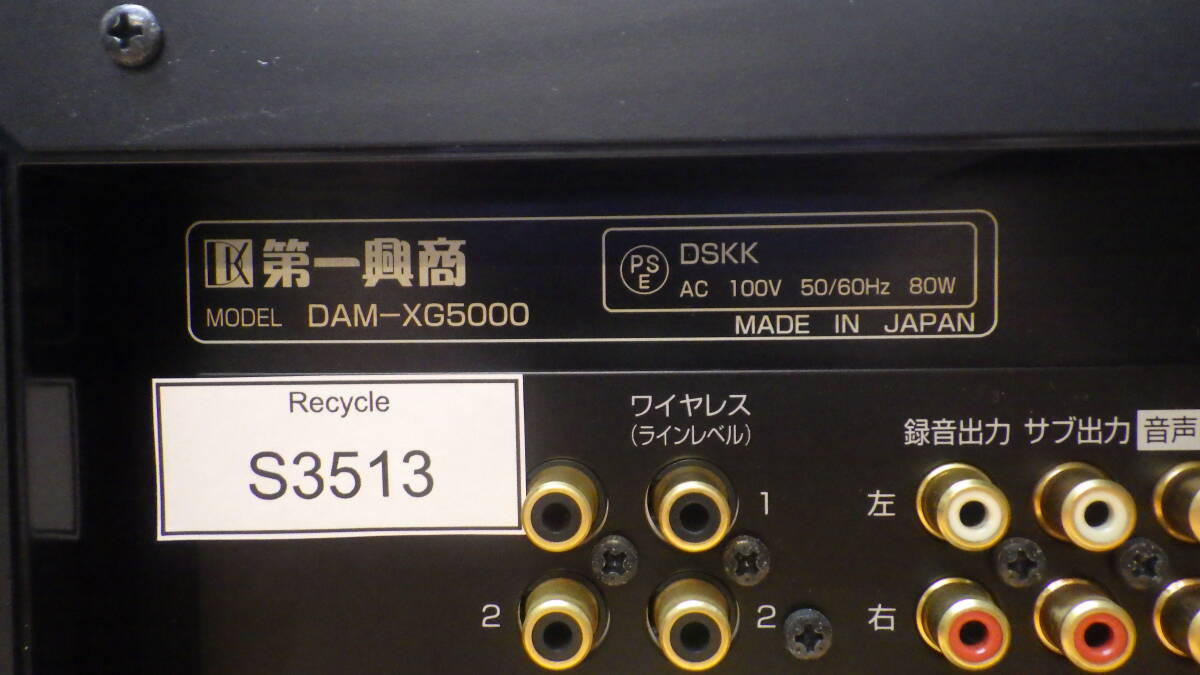 DK 第一興商
MODEL DAM-XG5000
PS
E
DSKK
AC 100V 50/60Hz 80W
MADE IN JAPAN
Recycle
S3513
ワイヤレス
(ラインレベル)
録音出力 サブ出力 音声
1 左
2 2 右